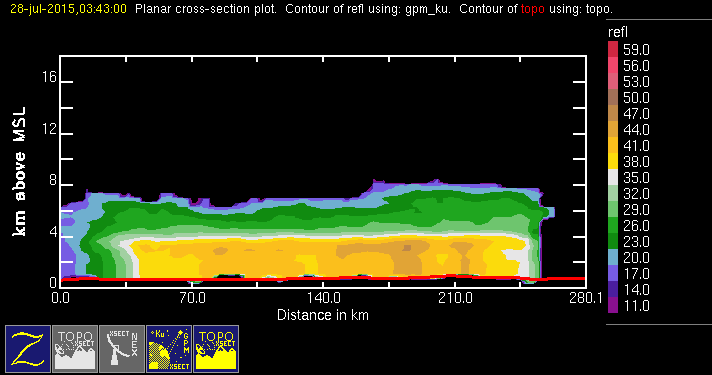 28-jul-2015,03:43:00 Planar cross-section plot. Contour of refl using: gpm_ku. Contour of topo using: topo.
refl
59.0
56.0
53.0
50.0
47.0
44.0
41.0
38.0
35.0
32.0
29.0
26.0
23.0
20.0
17.0
14.0
11.0
km above MSL
16
12
8
4
0
0.0 70.0 140.0 210.0 280.1
Distance in km
Z
TOPO
XSECT
XSECT
XSECT
Ku
GPM
XSECT
TOPO
XSECT